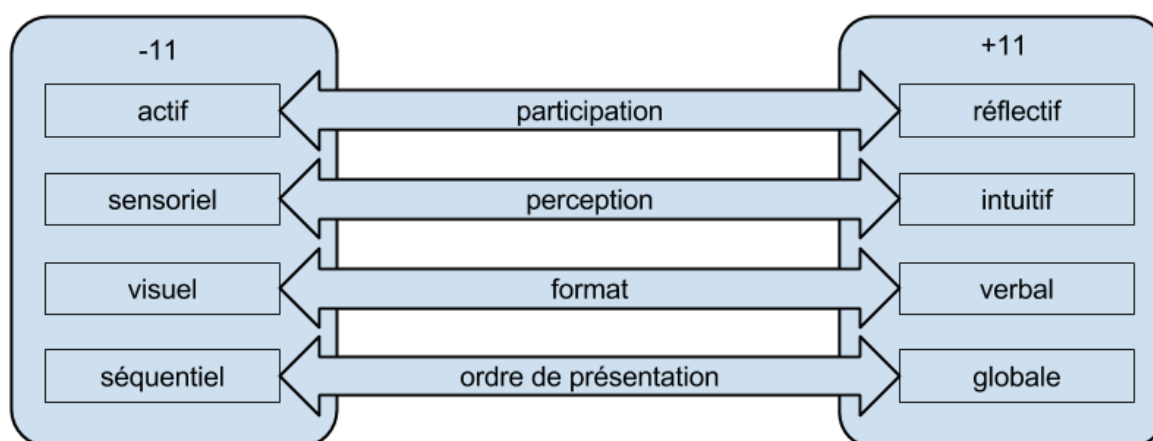 -11
+11
actif
participation
réflectif
sensoriel
perception
intuitif
visuel
format
verbal
séquentiel
ordre de présentation
globale